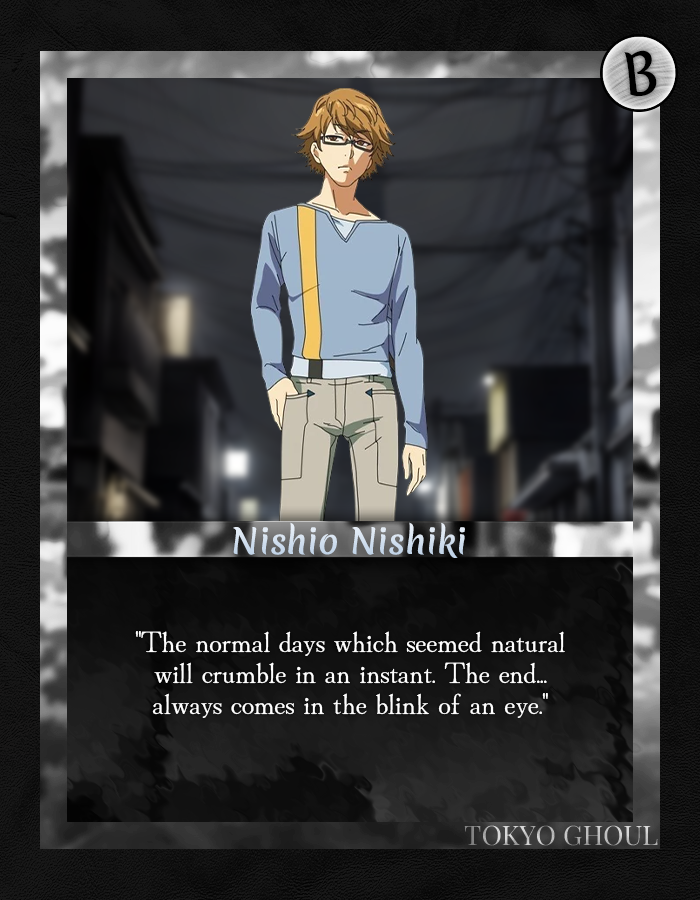 B
Nishio Nishiki
"The normal days which seemed natural
will crumble in an instant. The end...
always comes in the blink of an eye."
TOKYO GHOUL